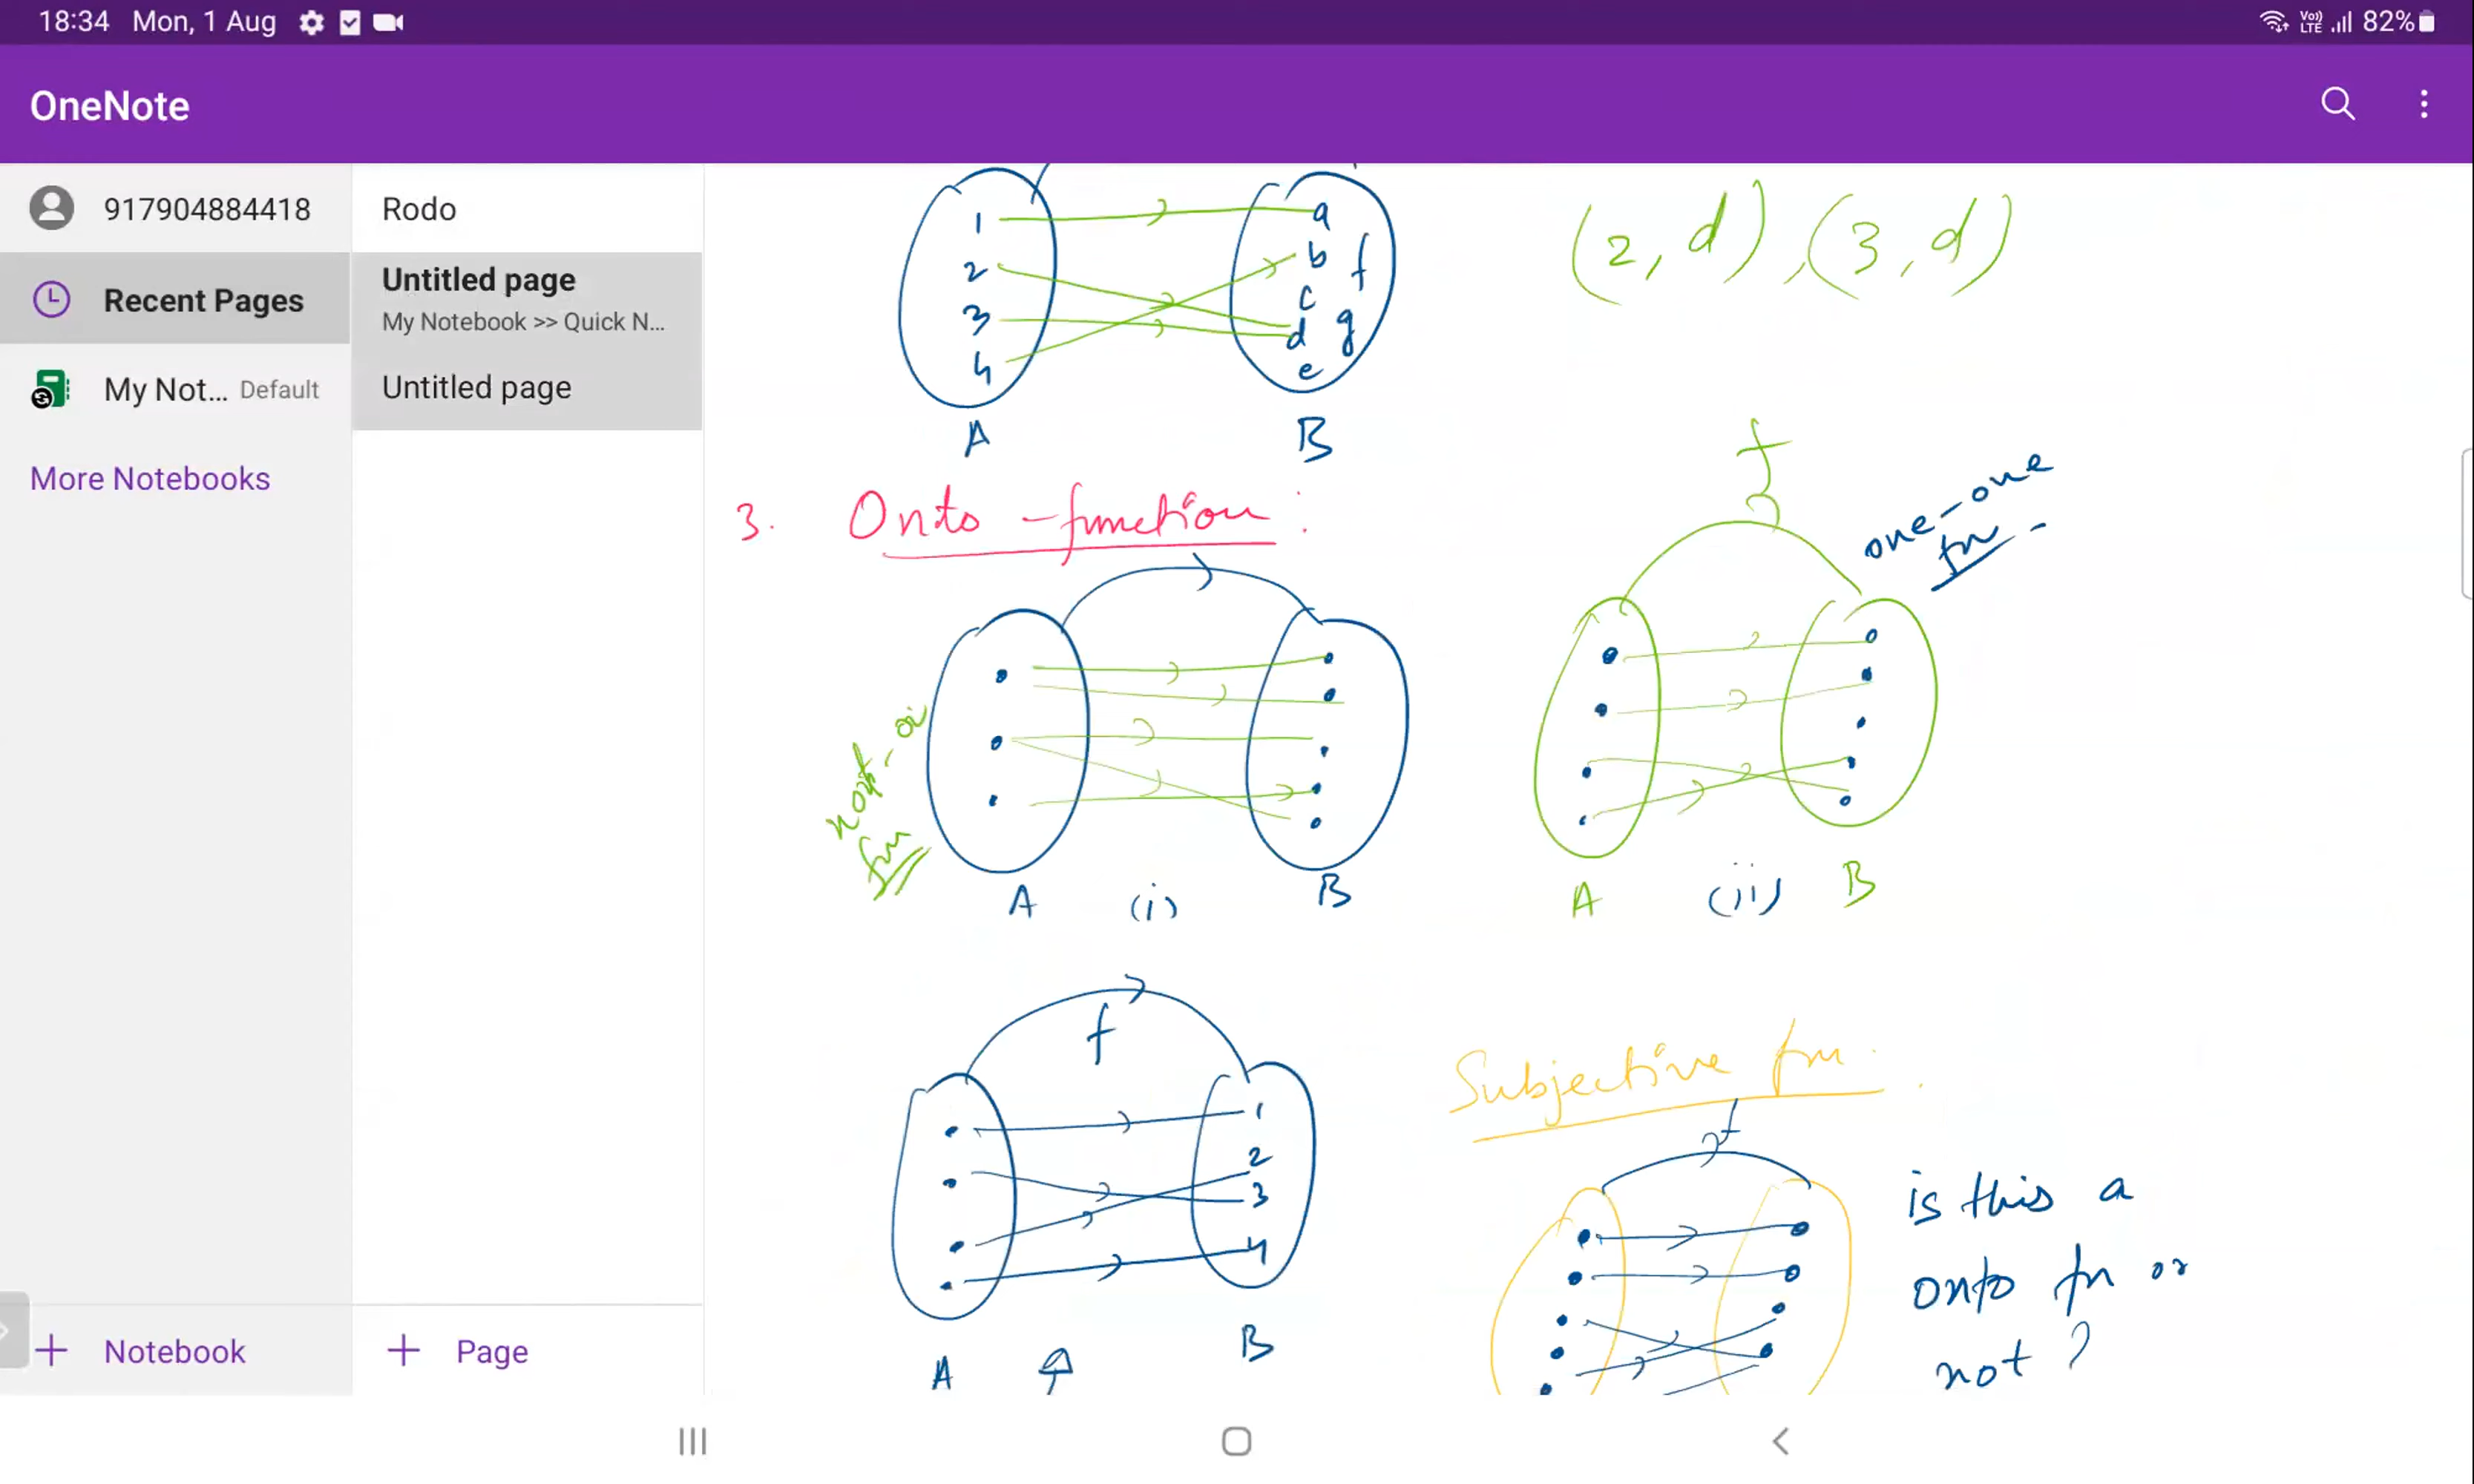 18:34 Mon, 1 Aug
Vo))
LTE
82%
OneNote
917904884418
Recent Pages
My Not... Default
More Notebooks
Rodo
Untitled page
My Notebook >> Quick N...
Untitled page
+ Notebook
+ Page
1
2
3
4
A
a
b f
c
d g
e
B
(2, d), (3, d)
3. Onto -function :
not - a
fn
A (i) B
f
one-one
fn -
A (ii) B
f
1
2
3
4
A
B
Subjective fn.
f
is this a
onto fn or
not ?